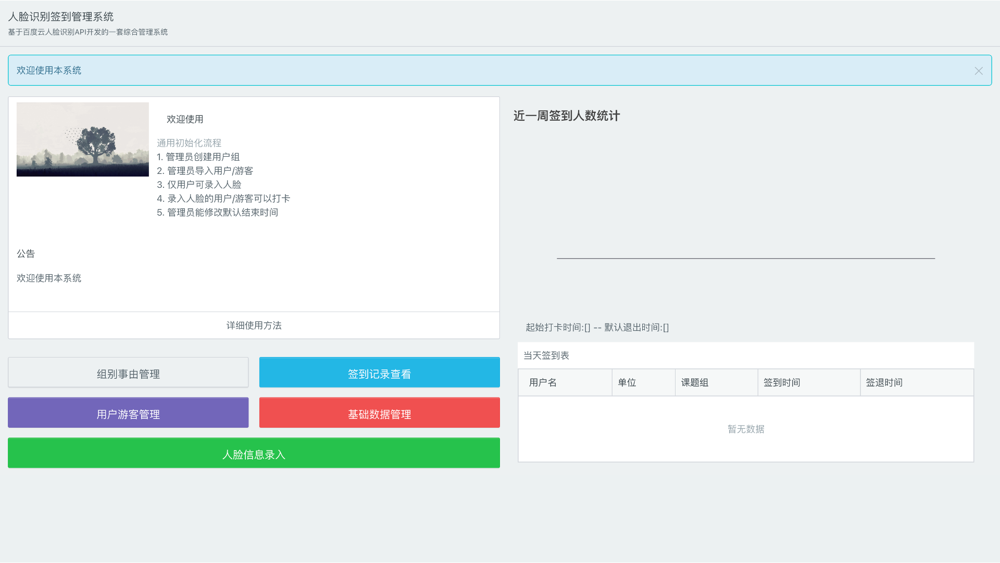 人脸识别签到管理系统
基于百度云人脸识别API开发的一套综合管理系统
欢迎使用本系统
欢迎使用
通用初始化流程
1. 管理员创建用户组
2. 管理员导入用户/游客
3. 仅用户可录入人脸
4. 录入人脸的用户/游客可以打卡
5. 管理员能修改默认结束时间
公告
欢迎使用本系统
详细使用方法
组别事由管理
签到记录查看
用户游客管理
基础数据管理
人脸信息录入
近一周签到人数统计
起始打卡时间:[] -- 默认退出时间:[]
当天签到表
用户名 单位 课题组 签到时间 签退时间
暂无数据